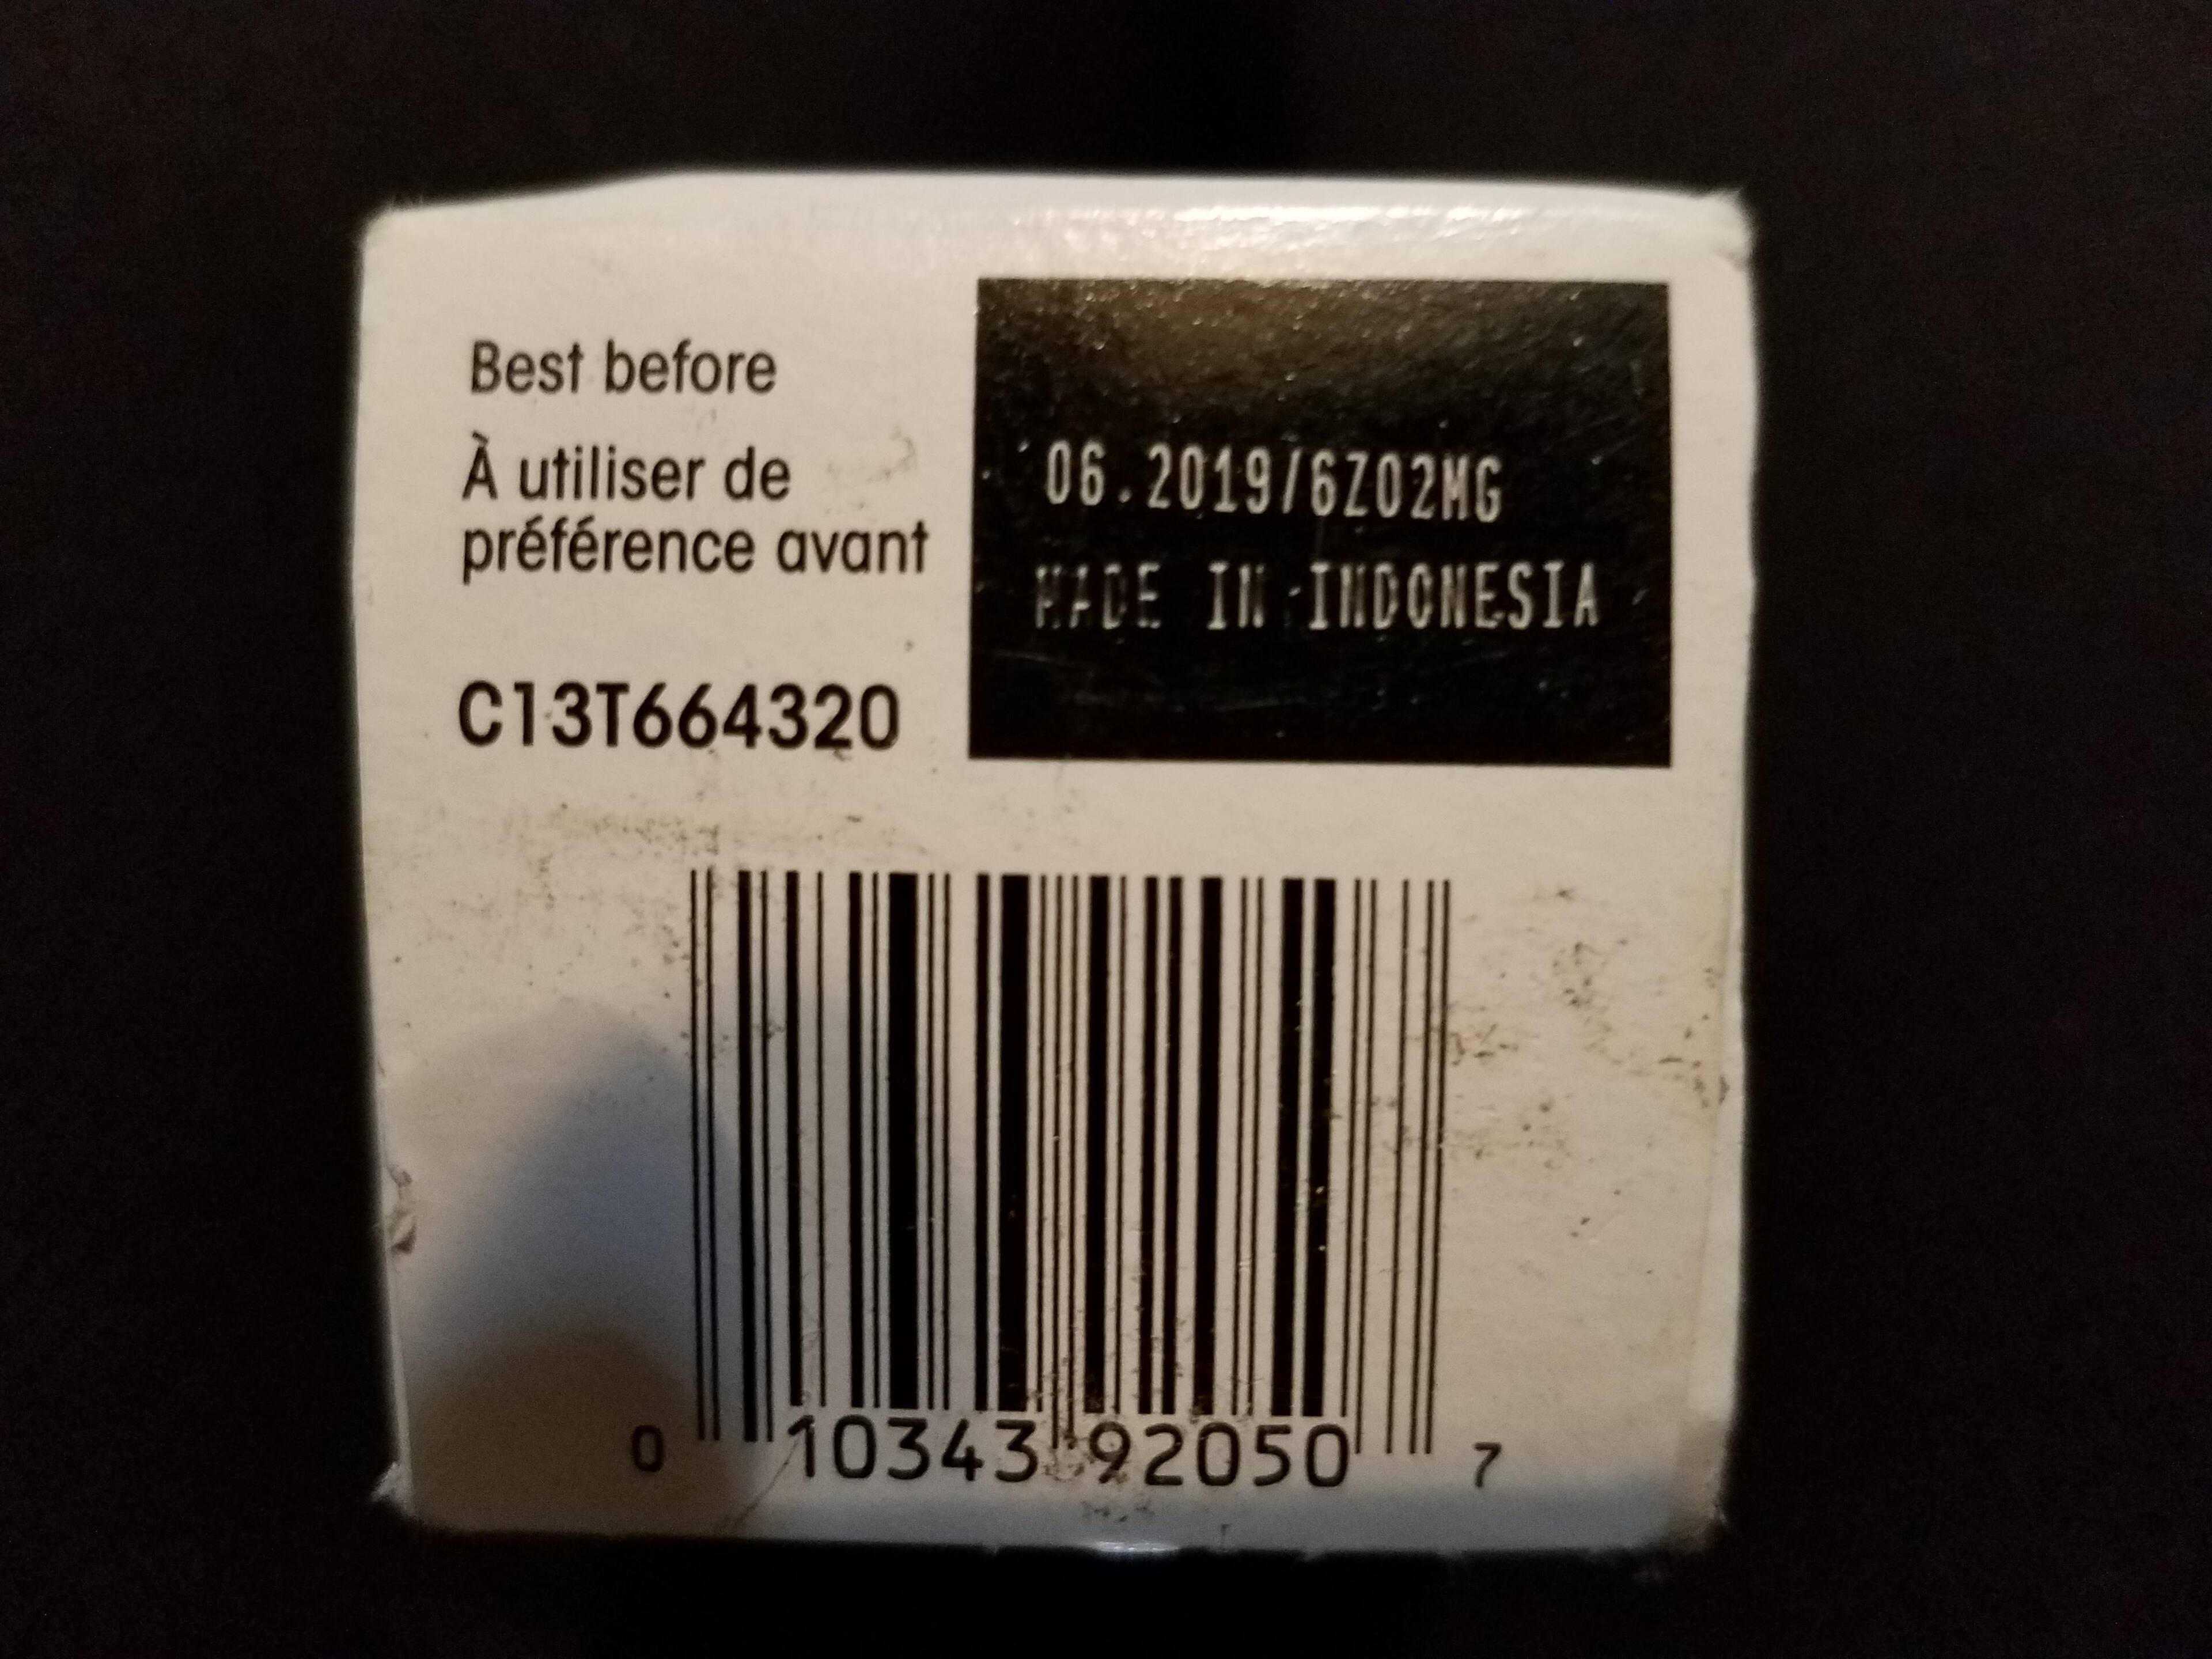 Best before
À utiliser de
préférence avant
C13T664320
06.2019/6Z02MG
MADE IN INDONESIA
0 10343 92050 7